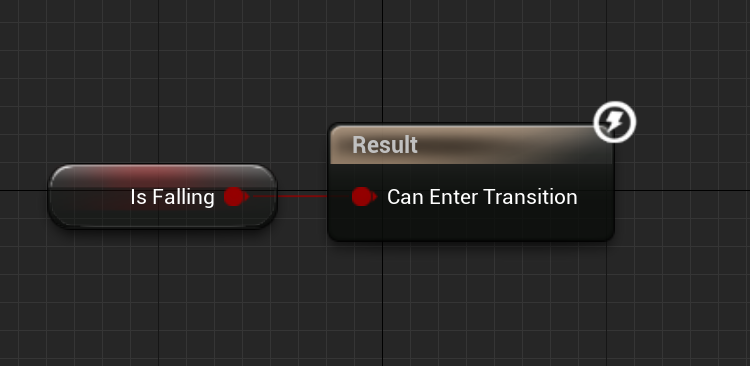 Result
Is Falling
Can Enter Transition